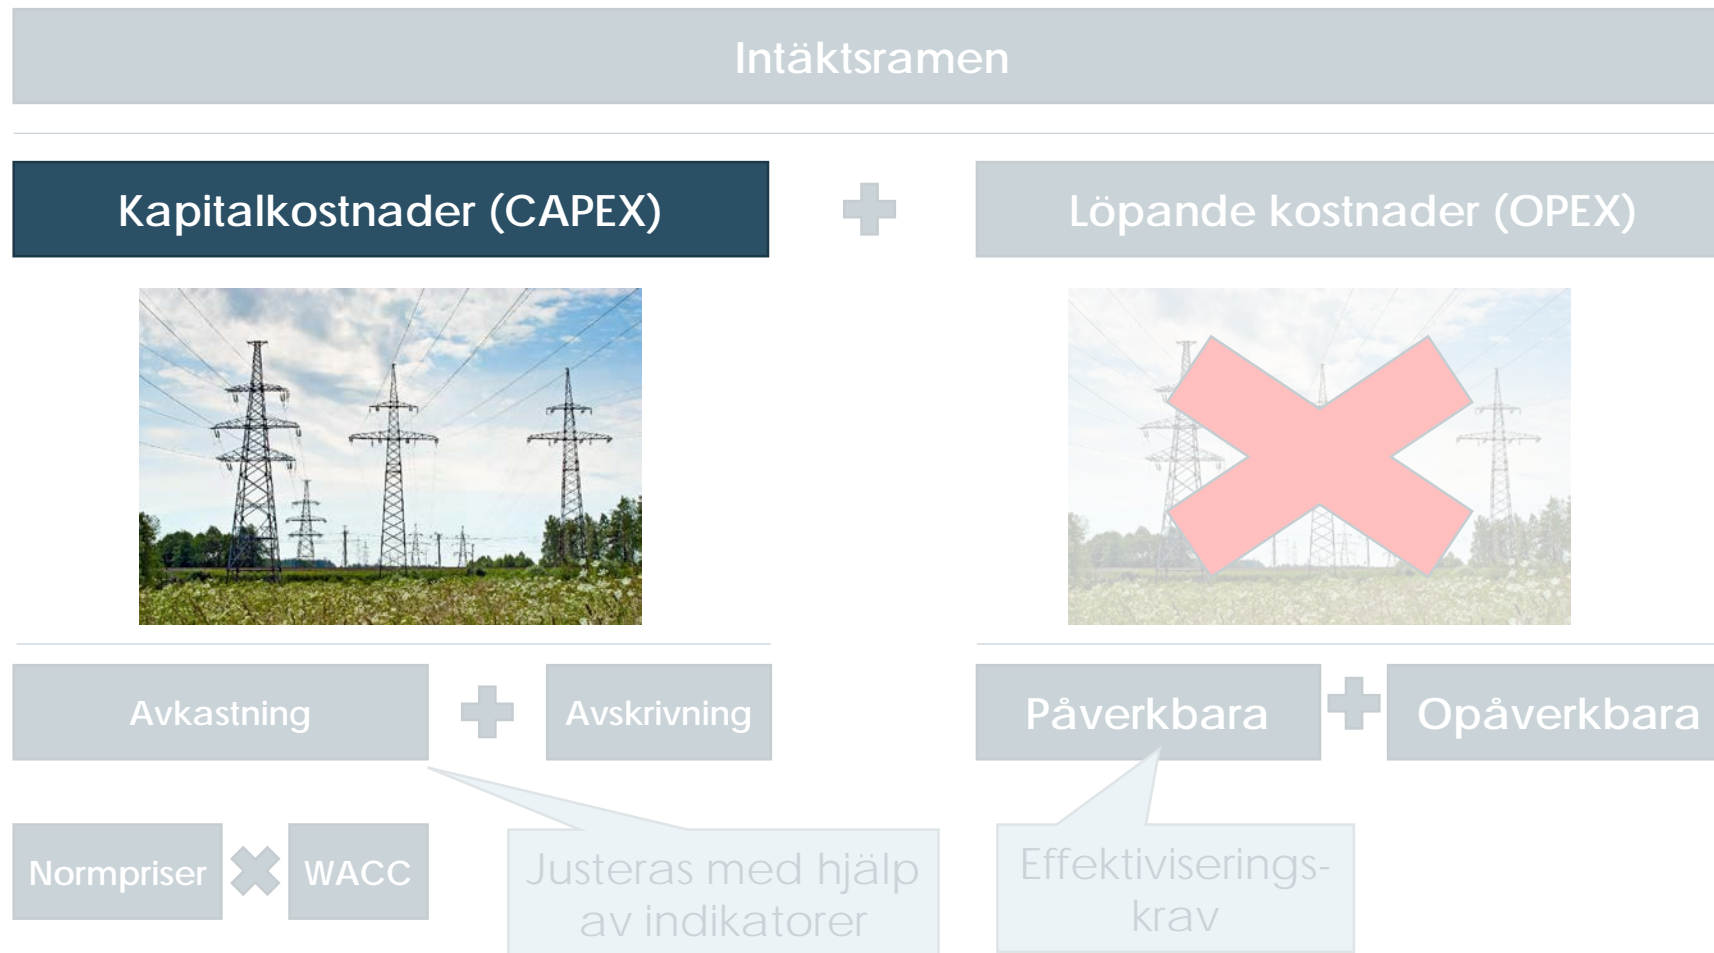 Intäktsramen
Kapitalkostnader (CAPEX)
Löpande kostnader (OPEX)
Avkastning
Avskrivning
Påverkbara
Opåverkbara
Normpriser
WACC
Justeras med hjälp
av indikatorer
Effektiviserings-
krav